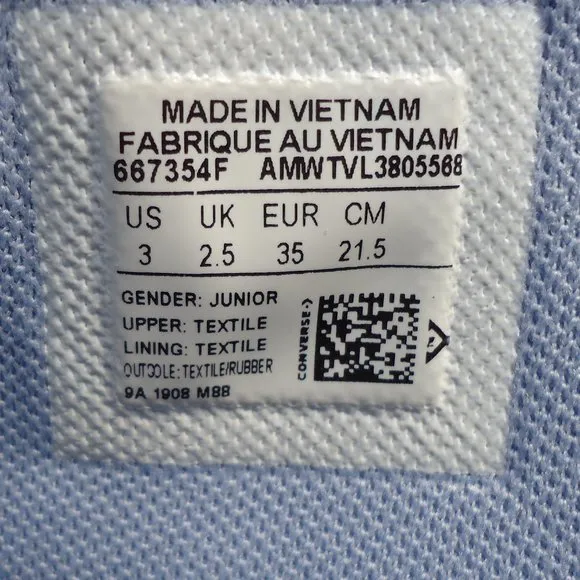 MADE IN VIETNAM
FABRIQUE AU VIETNAM
667354F AMWTVL3805568
US UK EUR CM
3 2.5 35 21.5
GENDER: JUNIOR
UPPER: TEXTILE
LINING: TEXTILE
OUTSOLE: TEXTILE/RUBBER
9A 1908 M88
CONVERSE